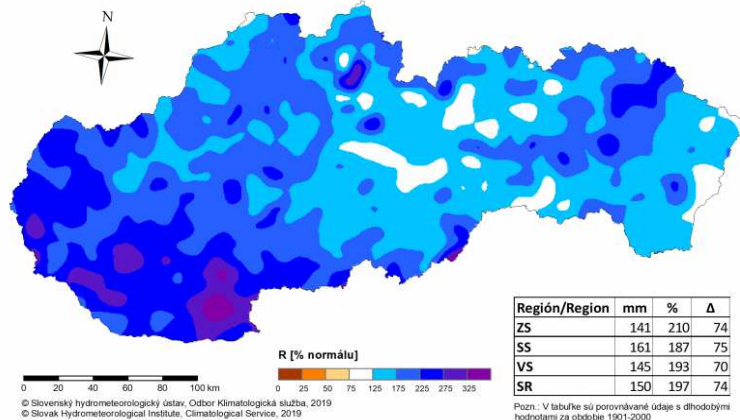 N
Región/Region mm % Δ
ZS 141 210 74
SS 161 187 75
VS 145 193 70
SR 150 197 74
R [% normálu]
0 25 50 75 125 175 225 275 325
0 20 40 60 80 100 km
© Slovenský hydrometeorologický ústav, Odbor Klimatologická služba, 2019
© Slovak Hydrometeorological Institute, Climatological Service, 2019
Pozn.: V tabuľke sú porovnávané údaje s dlhodobými
hodnotami za obdobie 1901-2000